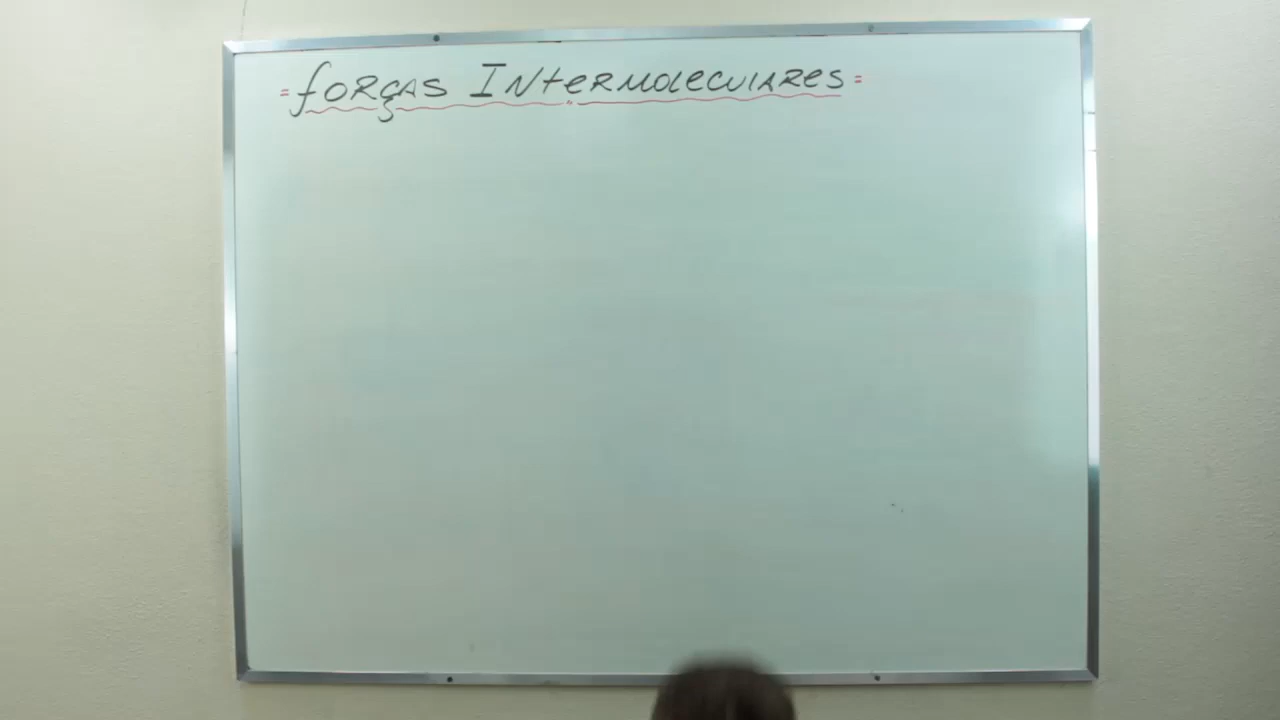 = Forças Intermoleculares =